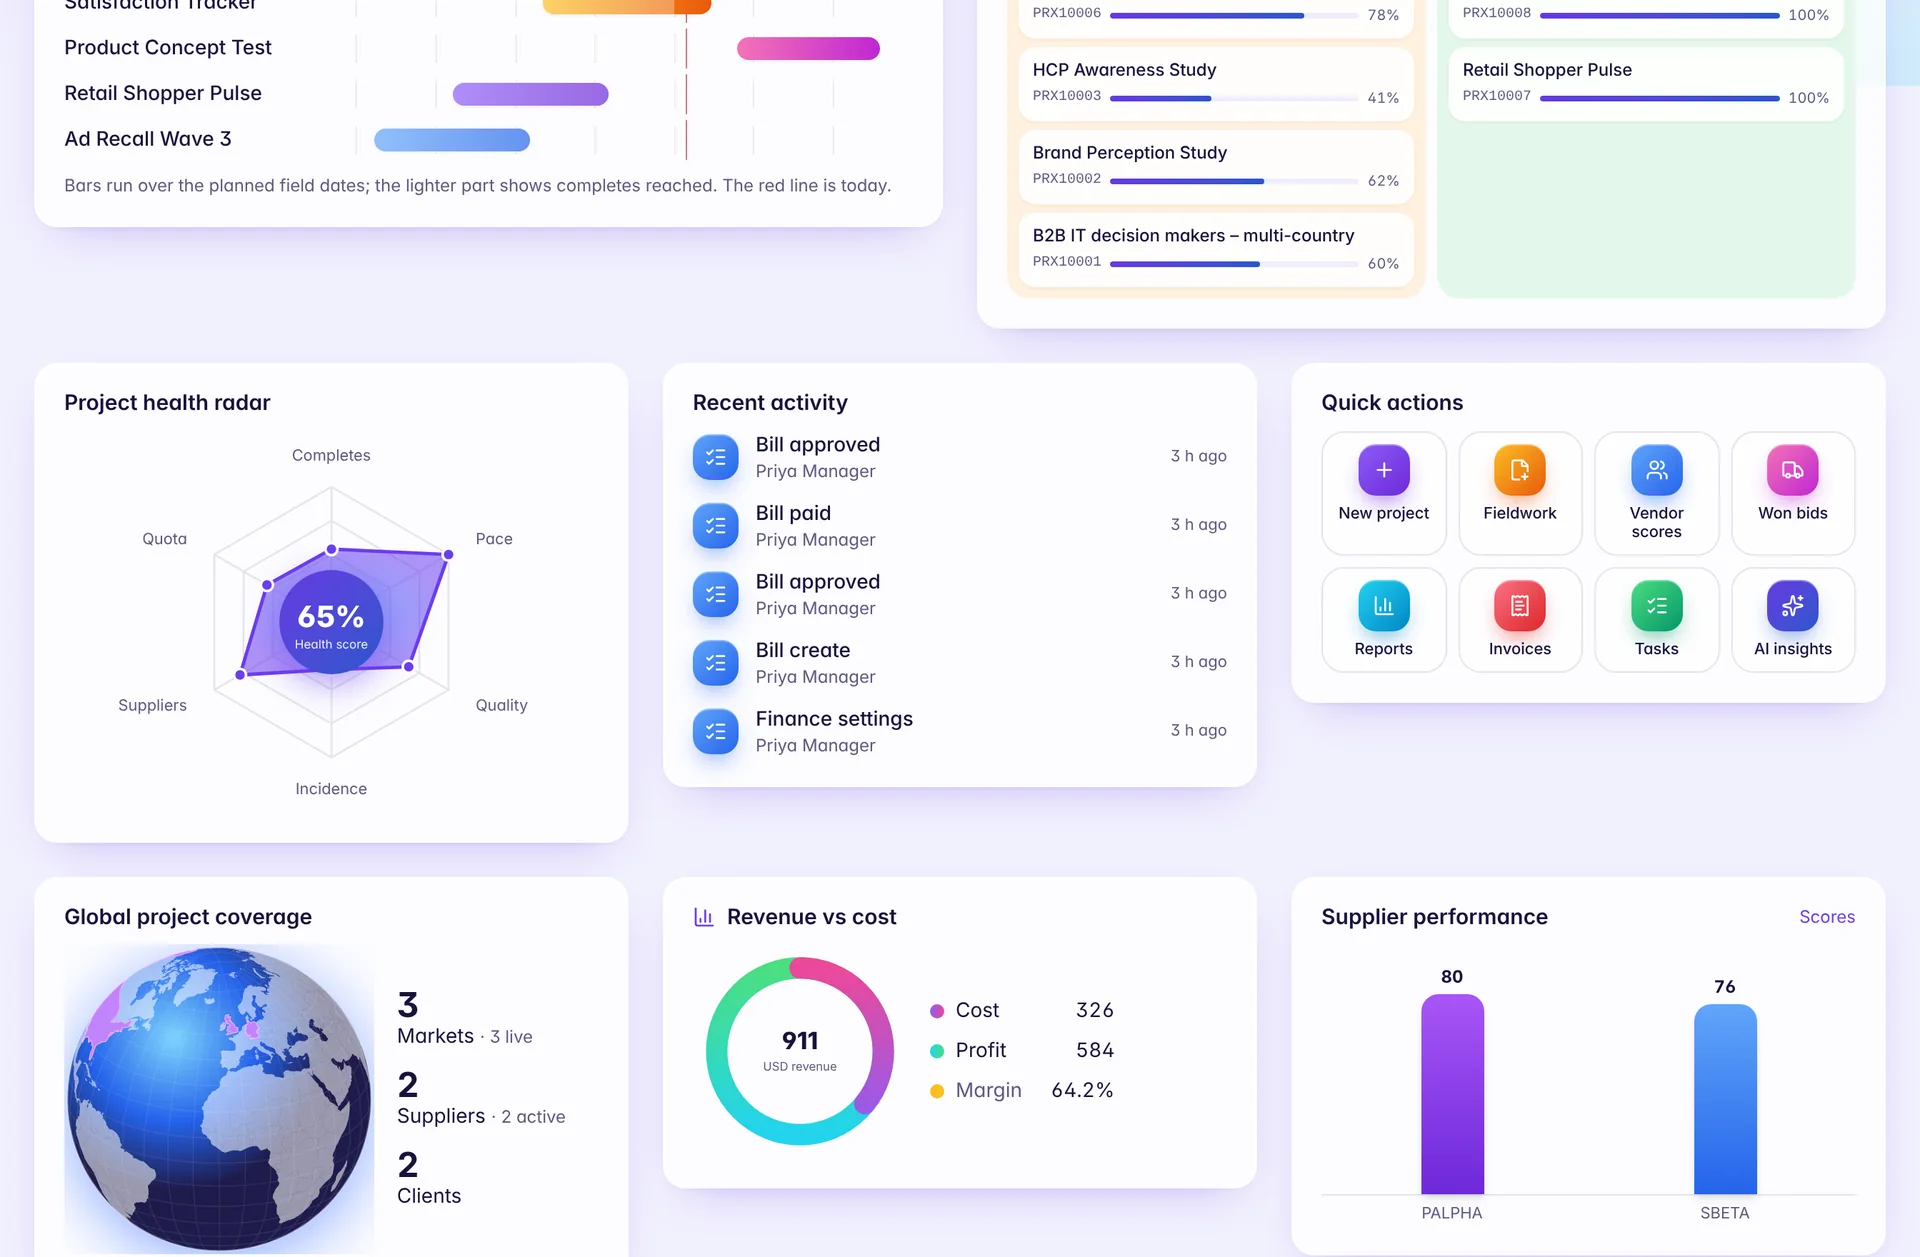 Satisfaction Tracker
Product Concept Test
Retail Shopper Pulse
Ad Recall Wave 3
Bars run over the planned field dates; the lighter part shows completes reached. The red line is today.
PRX10006 78%
HCP Awareness Study
PRX10003 41%
Brand Perception Study
PRX10002 62%
B2B IT decision makers – multi-country
PRX10001 60%
PRX10008 100%
Retail Shopper Pulse
PRX10007 100%
Project health radar
Completes
Quota
Pace
65%
Health score
Suppliers
Quality
Incidence
Recent activity
Bill approved
Priya Manager
3 h ago
Bill paid
Priya Manager
3 h ago
Bill approved
Priya Manager
3 h ago
Bill create
Priya Manager
3 h ago
Finance settings
Priya Manager
3 h ago
Quick actions
New project
Fieldwork
Vendor
scores
Won bids
Reports
Invoices
Tasks
AI insights
Global project coverage
3
Markets · 3 live
2
Suppliers · 2 active
2
Clients
Revenue vs cost
911
USD revenue
Cost 326
Profit 584
Margin 64.2%
Supplier performance
Scores
80
76
PALPHA
SBETA